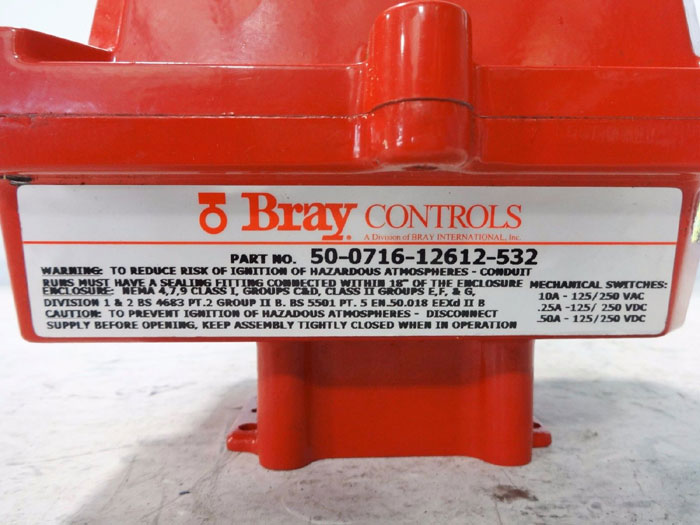 Bray® CONTROLS
A Division of BRAY INTERNATIONAL, Inc.
PART NO. 50-0716-12612-532
WARNING: TO REDUCE RISK OF IGNITION OF HAZARDOUS ATMOSPHERES - CONDUIT
RUNS MUST HAVE A SEALING FITTING CONNECTED WITHIN 18" OF THE ENCLOSURE
ENCLOSURE: NEMA 4,7,9 CLASS I, GROUPS C&D, CLASS II GROUPS E,F, & G,
DIVISION 1 & 2 BS 4683 PT.2 GROUP II B. BS 5501 PT. 5 EN.50.018 EEXd II B
CAUTION: TO PREVENT IGNITION OF HAZADOUS ATMOSPHERES - DISCONNECT
SUPPLY BEFORE OPENING, KEEP ASSEMBLY TIGHTLY CLOSED WHEN IN OPERATION
MECHANICAL SWITCHES:
10A - 125/250 VAC
.25A -125/ 250 VDC
.50A - 125/250 VDC